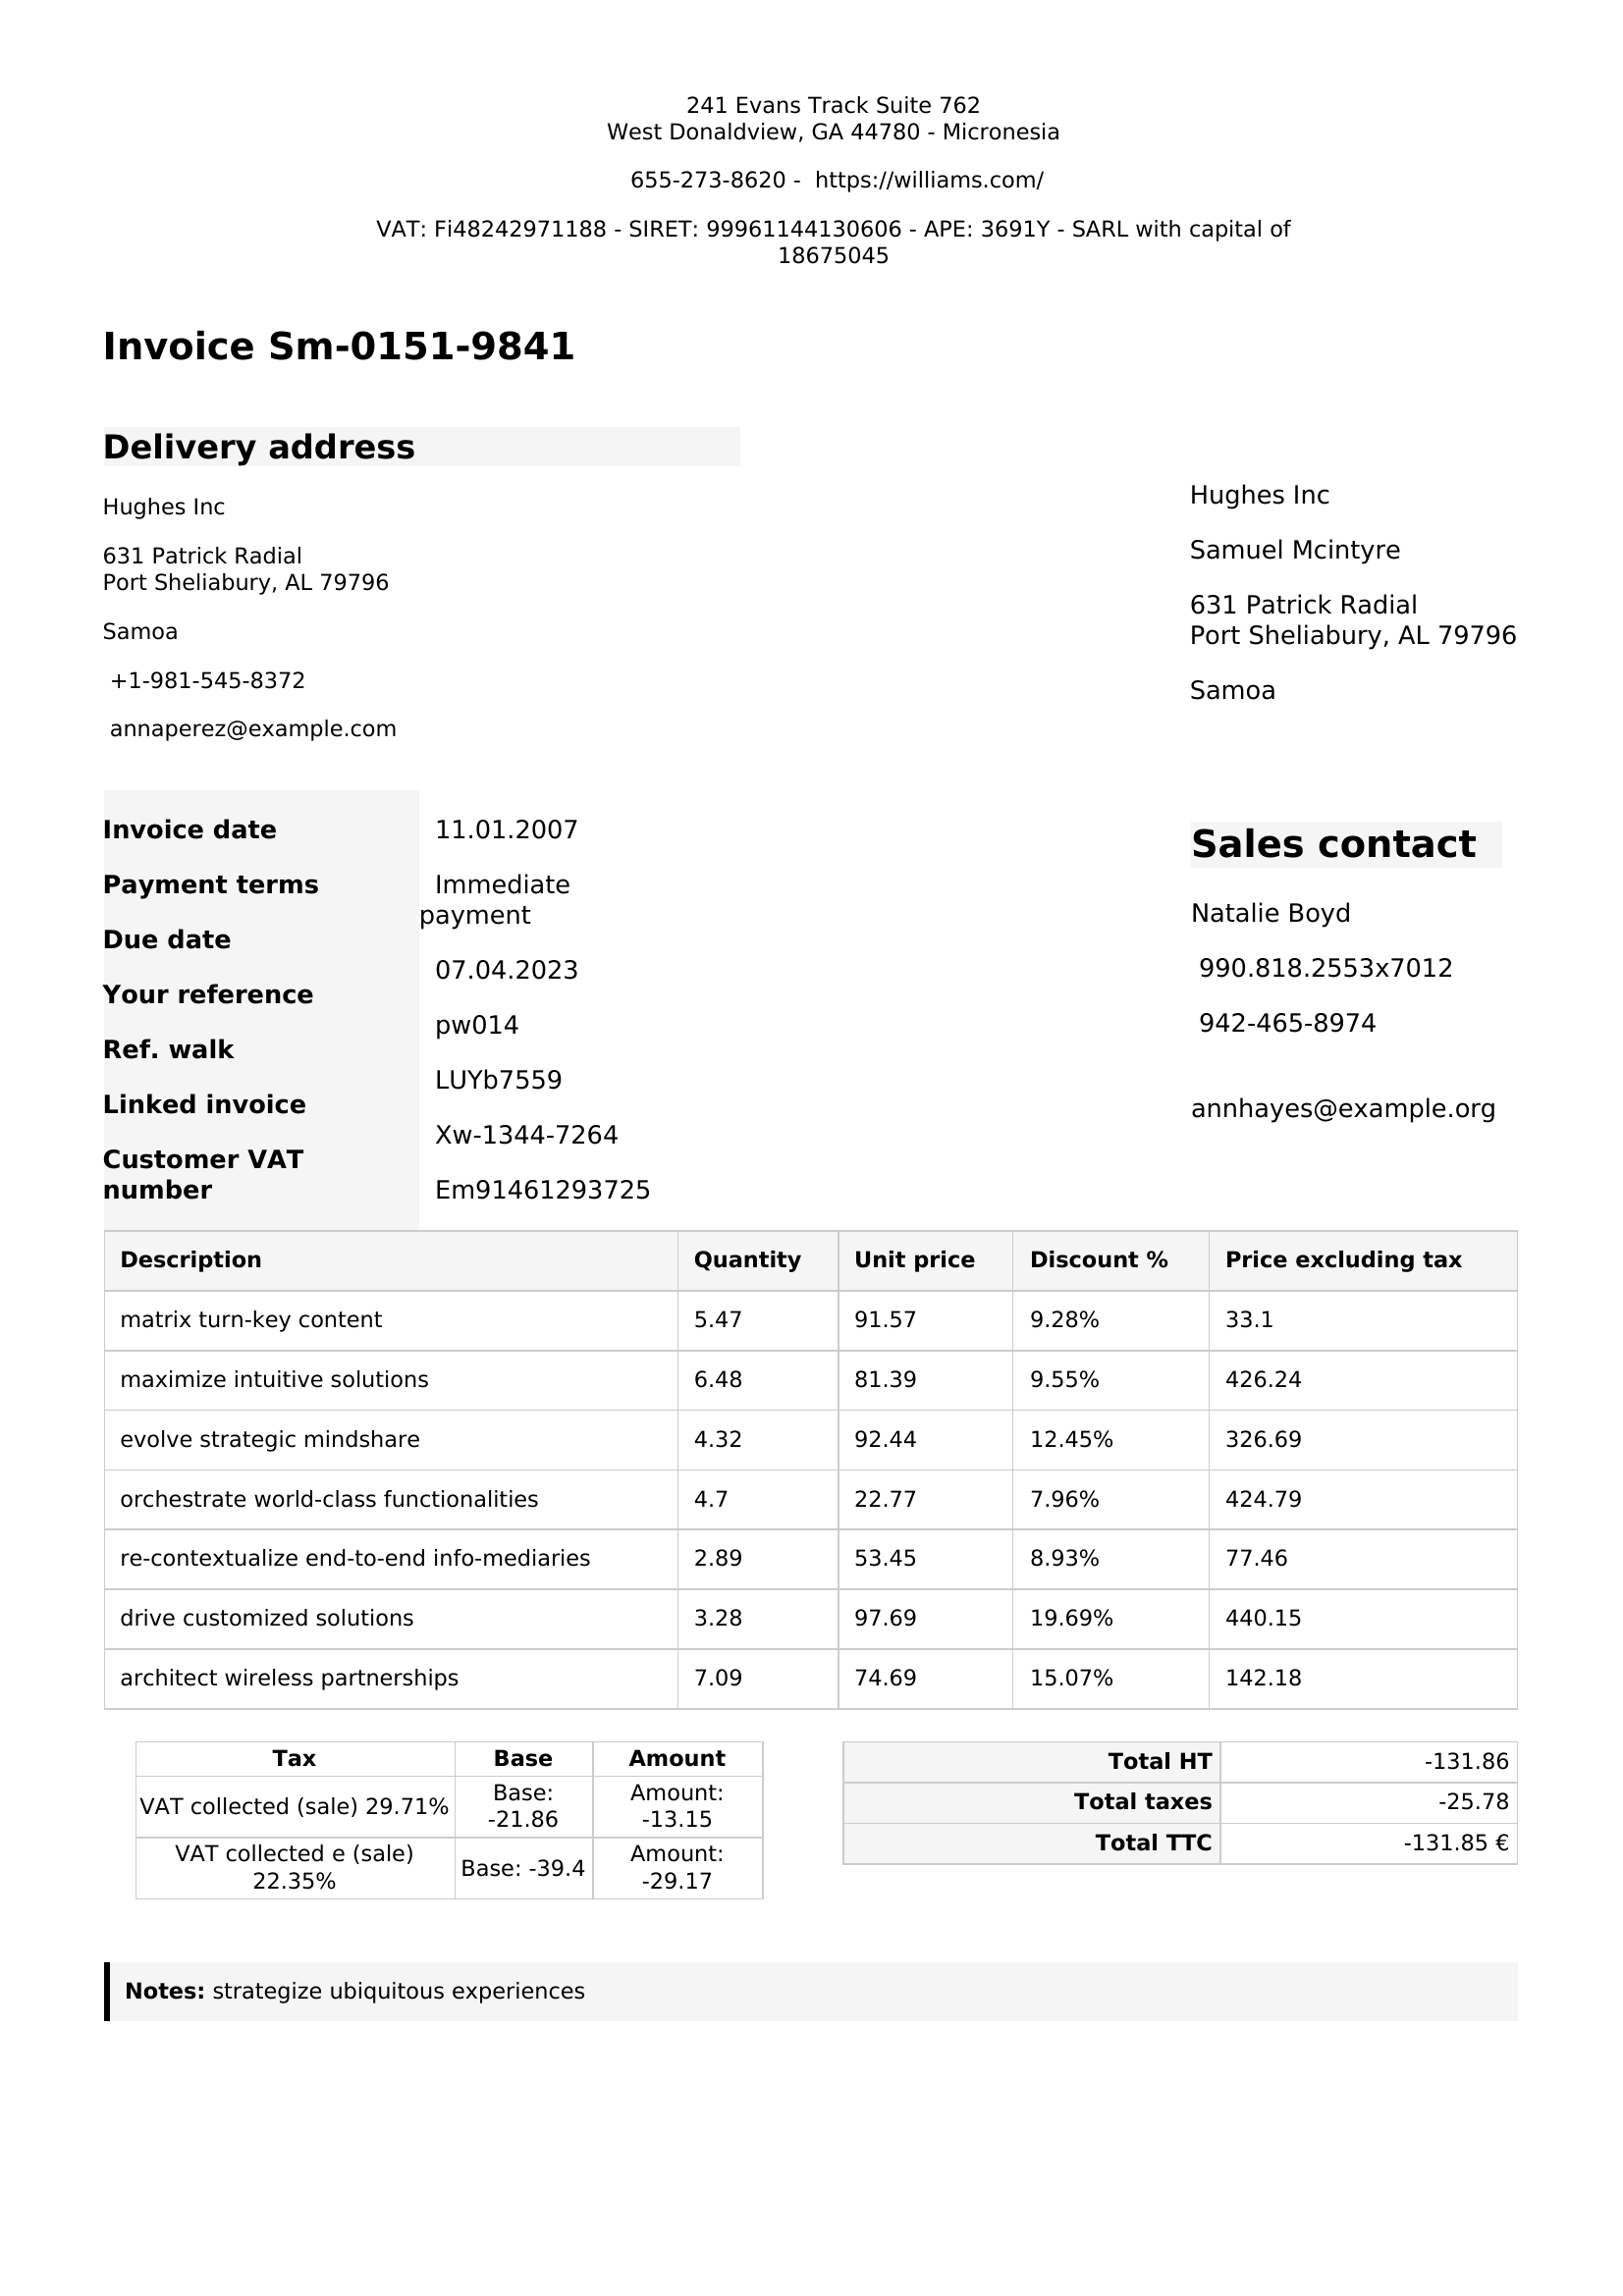 241 Evans Track Suite 762
West Donaldview, GA 44780 - Micronesia
655-273-8620 - https://williams.com/
VAT: Fi48242971188 - SIRET: 99961144130606 - APE: 3691Y - SARL with capital of
18675045
Invoice Sm-0151-9841
Delivery address
Hughes Inc
631 Patrick Radial
Port Sheliabury, AL 79796
Samoa
+1-981-545-8372
annaperez@example.com
Hughes Inc
Samuel Mcintyre
631 Patrick Radial
Port Sheliabury, AL 79796
Samoa
Invoice date
Payment terms
Due date
Your reference
Ref. walk
Linked invoice
Customer VAT
number
11.01.2007
Immediate
payment
07.04.2023
pw014
LUYb7559
Xw-1344-7264
Em91461293725
Sales contact
Natalie Boyd
990.818.2553x7012
942-465-8974
annhayes@example.org
Description Quantity Unit price Discount % Price excluding tax
matrix turn-key content 5.47 91.57 9.28% 33.1
maximize intuitive solutions 6.48 81.39 9.55% 426.24
evolve strategic mindshare 4.32 92.44 12.45% 326.69
orchestrate world-class functionalities 4.7 22.77 7.96% 424.79
re-contextualize end-to-end info-mediaries 2.89 53.45 8.93% 77.46
drive customized solutions 3.28 97.69 19.69% 440.15
architect wireless partnerships 7.09 74.69 15.07% 142.18
Tax Base Amount
VAT collected (sale) 29.71% Base: -21.86 Amount: -13.15
VAT collected e (sale) 22.35% Base: -39.4 Amount: -29.17
Total HT -131.86
Total taxes -25.78
Total TTC -131.85 €
Notes: strategize ubiquitous experiences